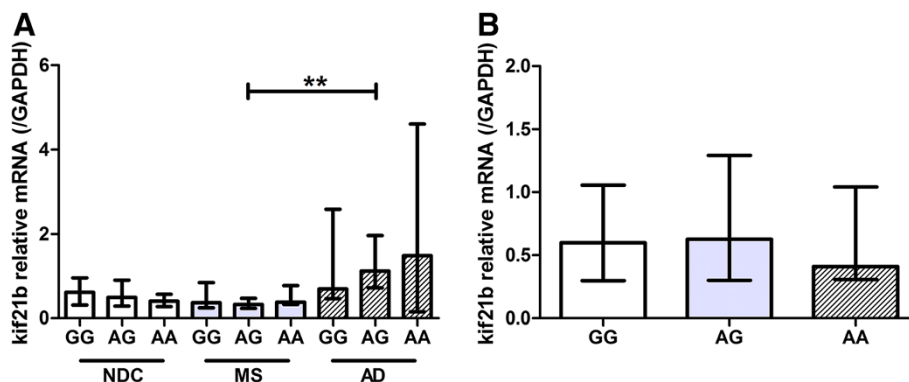 A
kif21b relative mRNA (/GAPDH)
6
4
2
0
**
GG AG AA GG AG AA GG AG AA
NDC MS AD
B
kif21b relative mRNA (/GAPDH)
2.0
1.5
1.0
0.5
0.0
GG AG AA